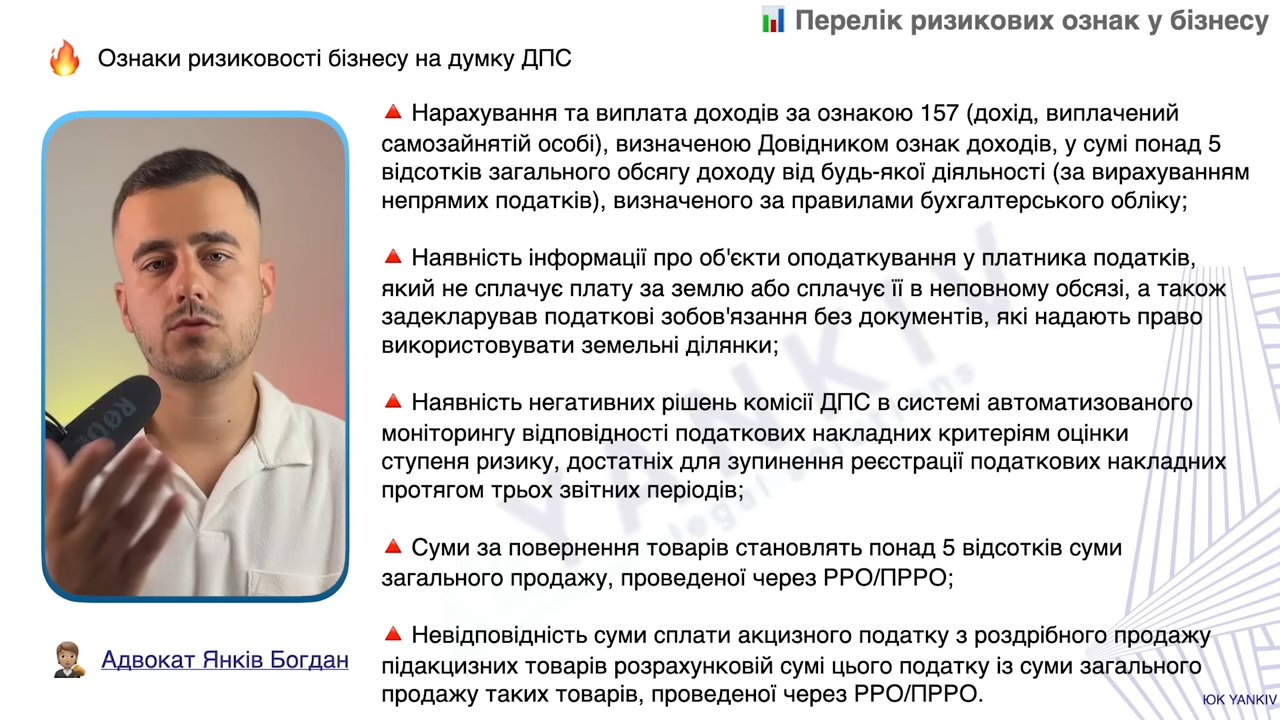 📊 Перелік ризикових ознак у бізнесу
🔥 Ознаки ризиковості бізнесу на думку ДПС
🔺 Нарахування та виплата доходів за ознакою 157 (дохід, виплачений
самозайнятій особі), визначеною Довідником ознак доходів, у сумі понад 5
відсотків загального обсягу доходу від будь-якої діяльності (за вирахуванням
непрямих податків), визначеного за правилами бухгалтерського обліку;
🔺 Наявність інформації про об'єкти оподаткування у платника податків,
який не сплачує плату за землю або сплачує її в неповному обсязі, а також
задекларував податкові зобов'язання без документів, які надають право
використовувати земельні ділянки;
🔺 Наявність негативних рішень комісії ДПС в системі автоматизованого
моніторингу відповідності податкових накладних критеріям оцінки
ступеня ризику, достатніх для зупинення реєстрації податкових накладних
протягом трьох звітних періодів;
🔺 Суми за повернення товарів становлять понад 5 відсотків суми
загального продажу, проведеної через РРО/ПРРО;
🔺 Невідповідність суми сплати акцизного податку з роздрібного продажу
підакцизних товарів розрахунковій сумі цього податку із суми загального
продажу таких товарів, проведеної через РРО/ПРРО.
Адвокат Янків Богдан
ЮК YANKIV
YANKIV
RODE